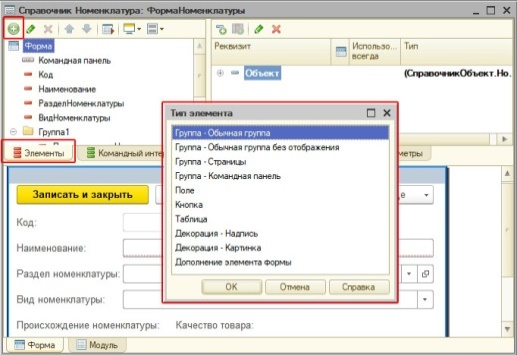 Справочник Номенклатура: ФормаНоменклатуры
Форма
Командная панель
Код
Наименование
РазделНоменклатуры
ВидНоменклатуры
Группа1
Реквизит
Использо...
всегда
Тип
Объект
(СправочникОбъект.Но...
Элементы
Командный интер
метры
Тип элемента
Группа - Обычная группа
Группа - Обычная группа без отображения
Группа - Страницы
Группа - Командная панель
Поле
Кнопка
Таблица
Декорация - Надпись
Декорация - Картинка
Дополнение элемента формы
OK
Отмена
Справка
Записать и закрыть
Код:
Наименование:
Раздел номенклатуры:
Вид номенклатуры:
Происхождение номенклатуры:
Качество товара:
Форма
Модуль